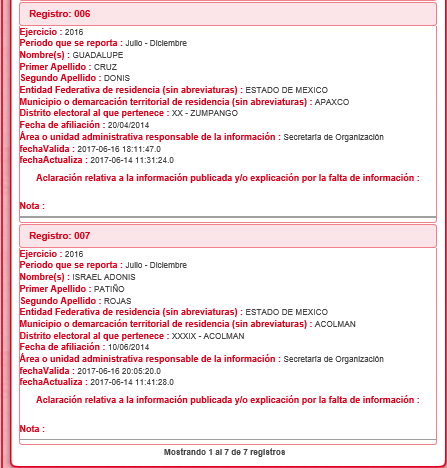 Registro: 006
Ejercicio : 2016
Periodo que se reporta : Julio - Diciembre
Nombre(s) : GUADALUPE
Primer Apellido : CRUZ
Segundo Apellido : DONIS
Entidad Federativa de residencia (sin abreviaturas) : ESTADO DE MEXICO
Municipio o demarcación territorial de residencia (sin abreviaturas) : APAXCO
Distrito electoral al que pertenece : XX - ZUMPANGO
Fecha de afiliación : 20/04/2014
Área o unidad administrativa responsable de la información : Secretaría de Organización
fechaValida : 2017-06-16 18:11:47.0
fechaActualiza : 2017-06-14 11:31:24.0
Aclaración relativa a la información publicada y/o explicación por la falta de información :
Nota :
Registro: 007
Ejercicio : 2016
Periodo que se reporta : Julio - Diciembre
Nombre(s) : ISRAEL ADONIS
Primer Apellido : PATIÑO
Segundo Apellido : ROJAS
Entidad Federativa de residencia (sin abreviaturas) : ESTADO DE MEXICO
Municipio o demarcación territorial de residencia (sin abreviaturas) : ACOLMAN
Distrito electoral al que pertenece : XXXIX - ACOLMAN
Fecha de afiliación : 10/06/2014
Área o unidad administrativa responsable de la información : Secretaría de Organización
fechaValida : 2017-06-16 20:05:20.0
fechaActualiza : 2017-06-14 11:41:28.0
Aclaración relativa a la información publicada y/o explicación por la falta de información :
Nota :
Mostrando 1 al 7 de 7 registros